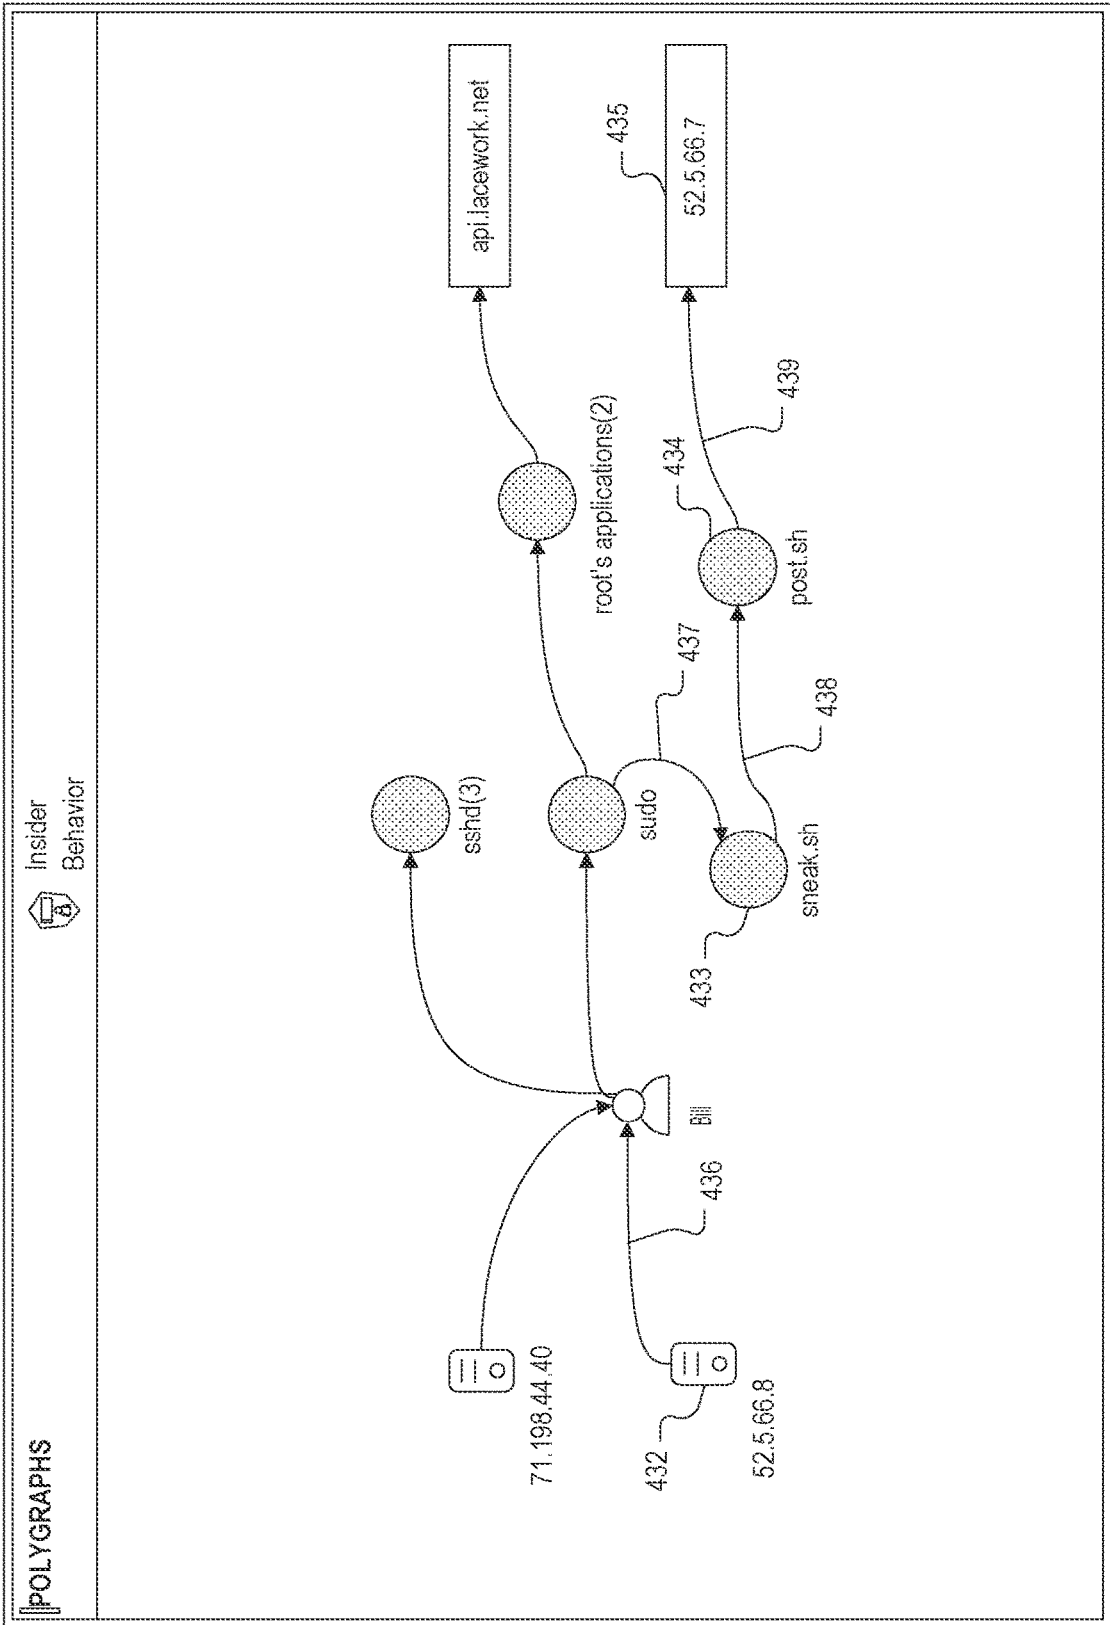 POLYGRAPHS
Insider
Behavior
71.198.44.40
432
52.5.66.8
436
Bill
sshd(3)
sudo
433
sneak.sh
437
438
root's applications(2)
434
post.sh
439
api.lacework.net
435
52.5.66.7